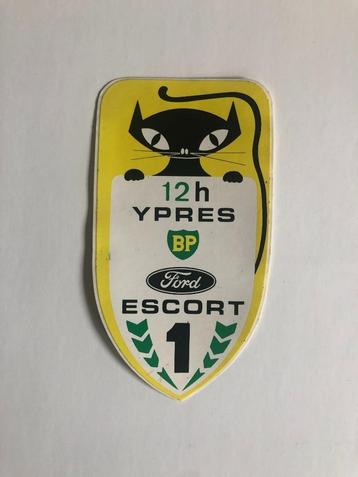 12h
YPRES
BP
Ford
ESCORT
1